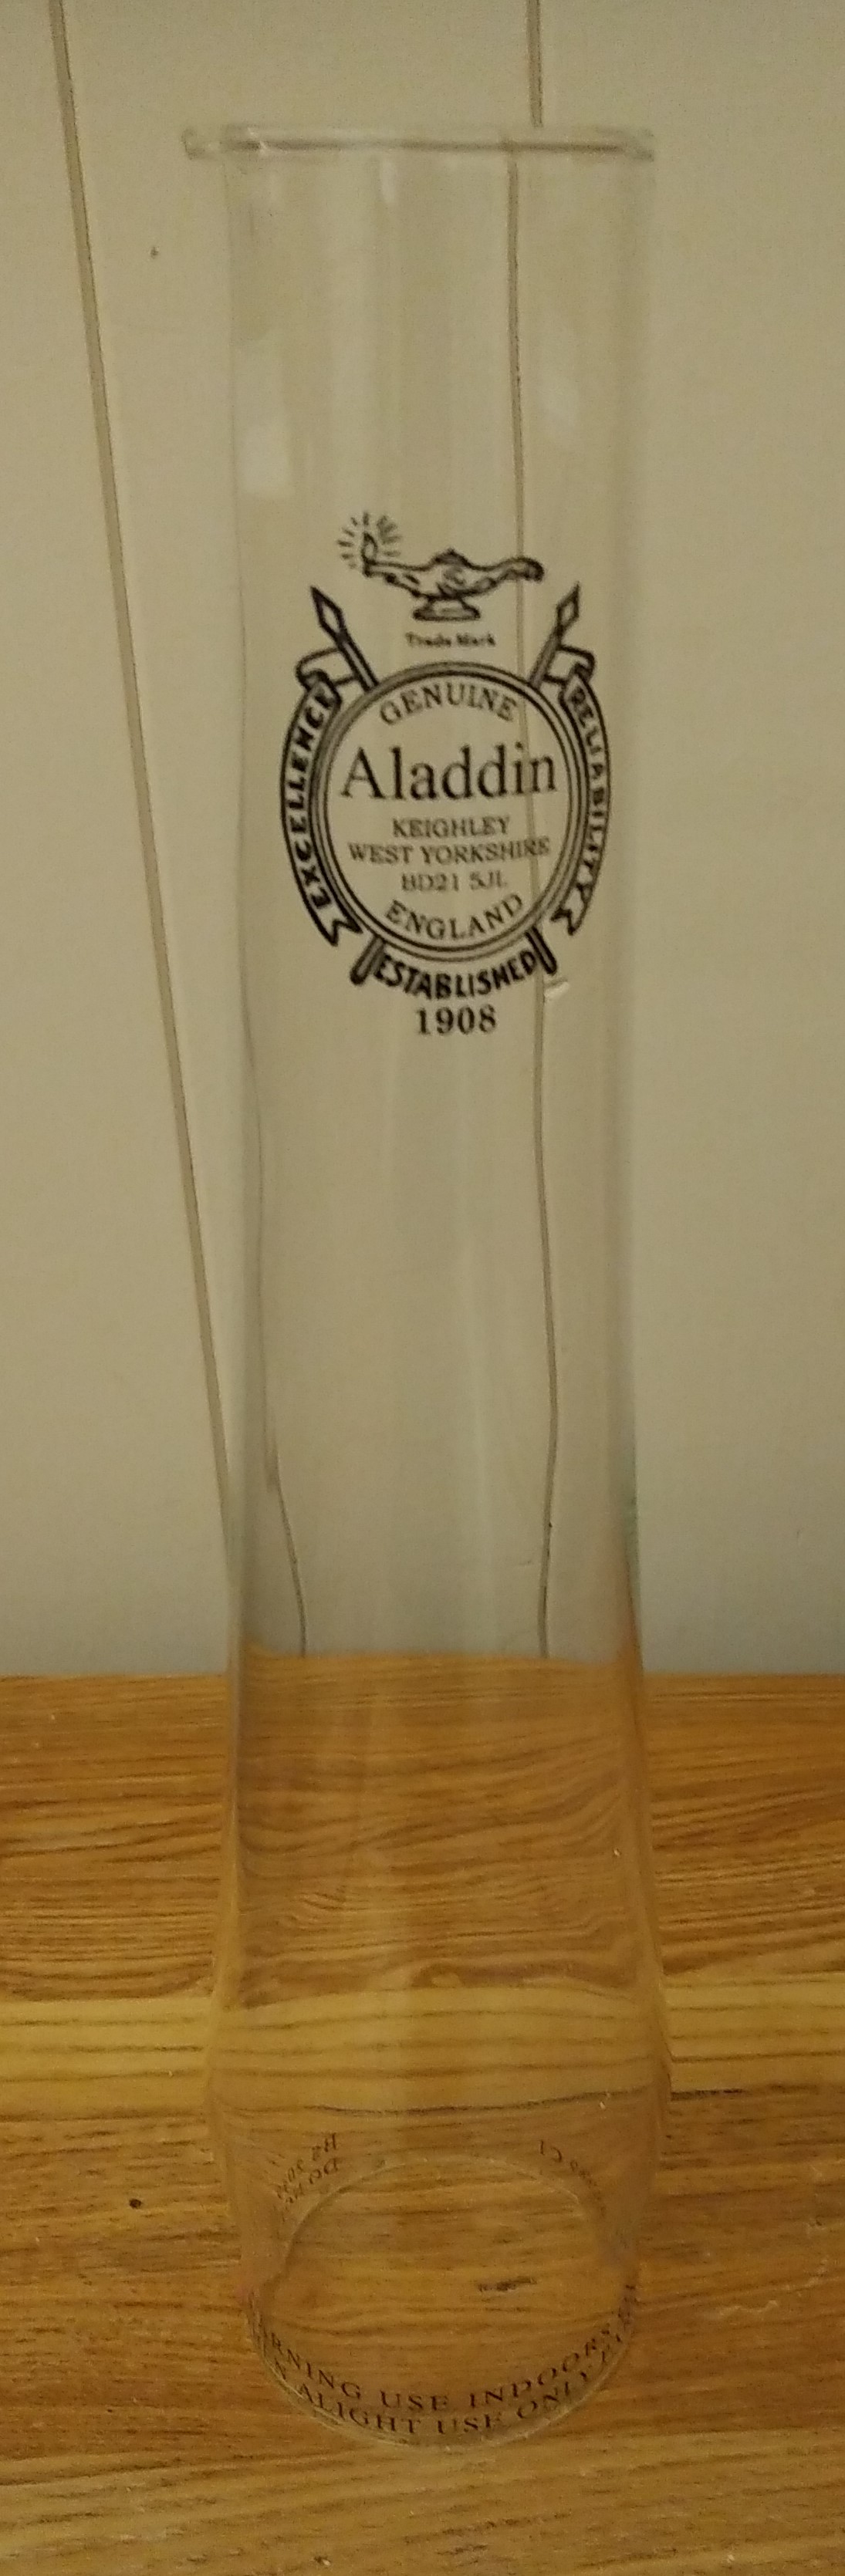 Trade Mark
GENUINE
EXCELLENCE
RELIABILITY
Aladdin
KEIGHLEY
WEST YORKSHIRE
BD21 5JL
ENGLAND
ESTABLISHED
1908
USE INDOORS
ALIGHT USE ONLY